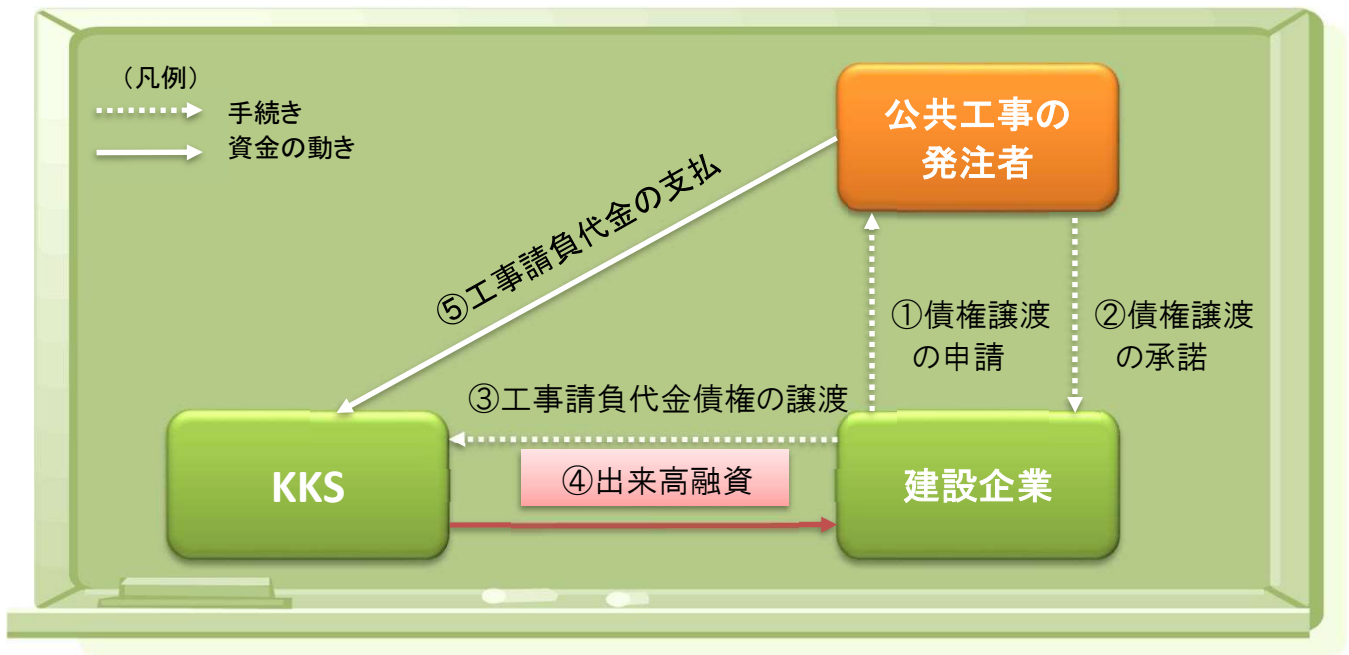 （凡例）
手続き
資金の動き
公共工事の
発注者
⑤工事請負代金の支払
①債権譲渡
の申請
②債権譲渡
の承諾
③工事請負代金債権の譲渡
KKS
④出来高融資
建設企業